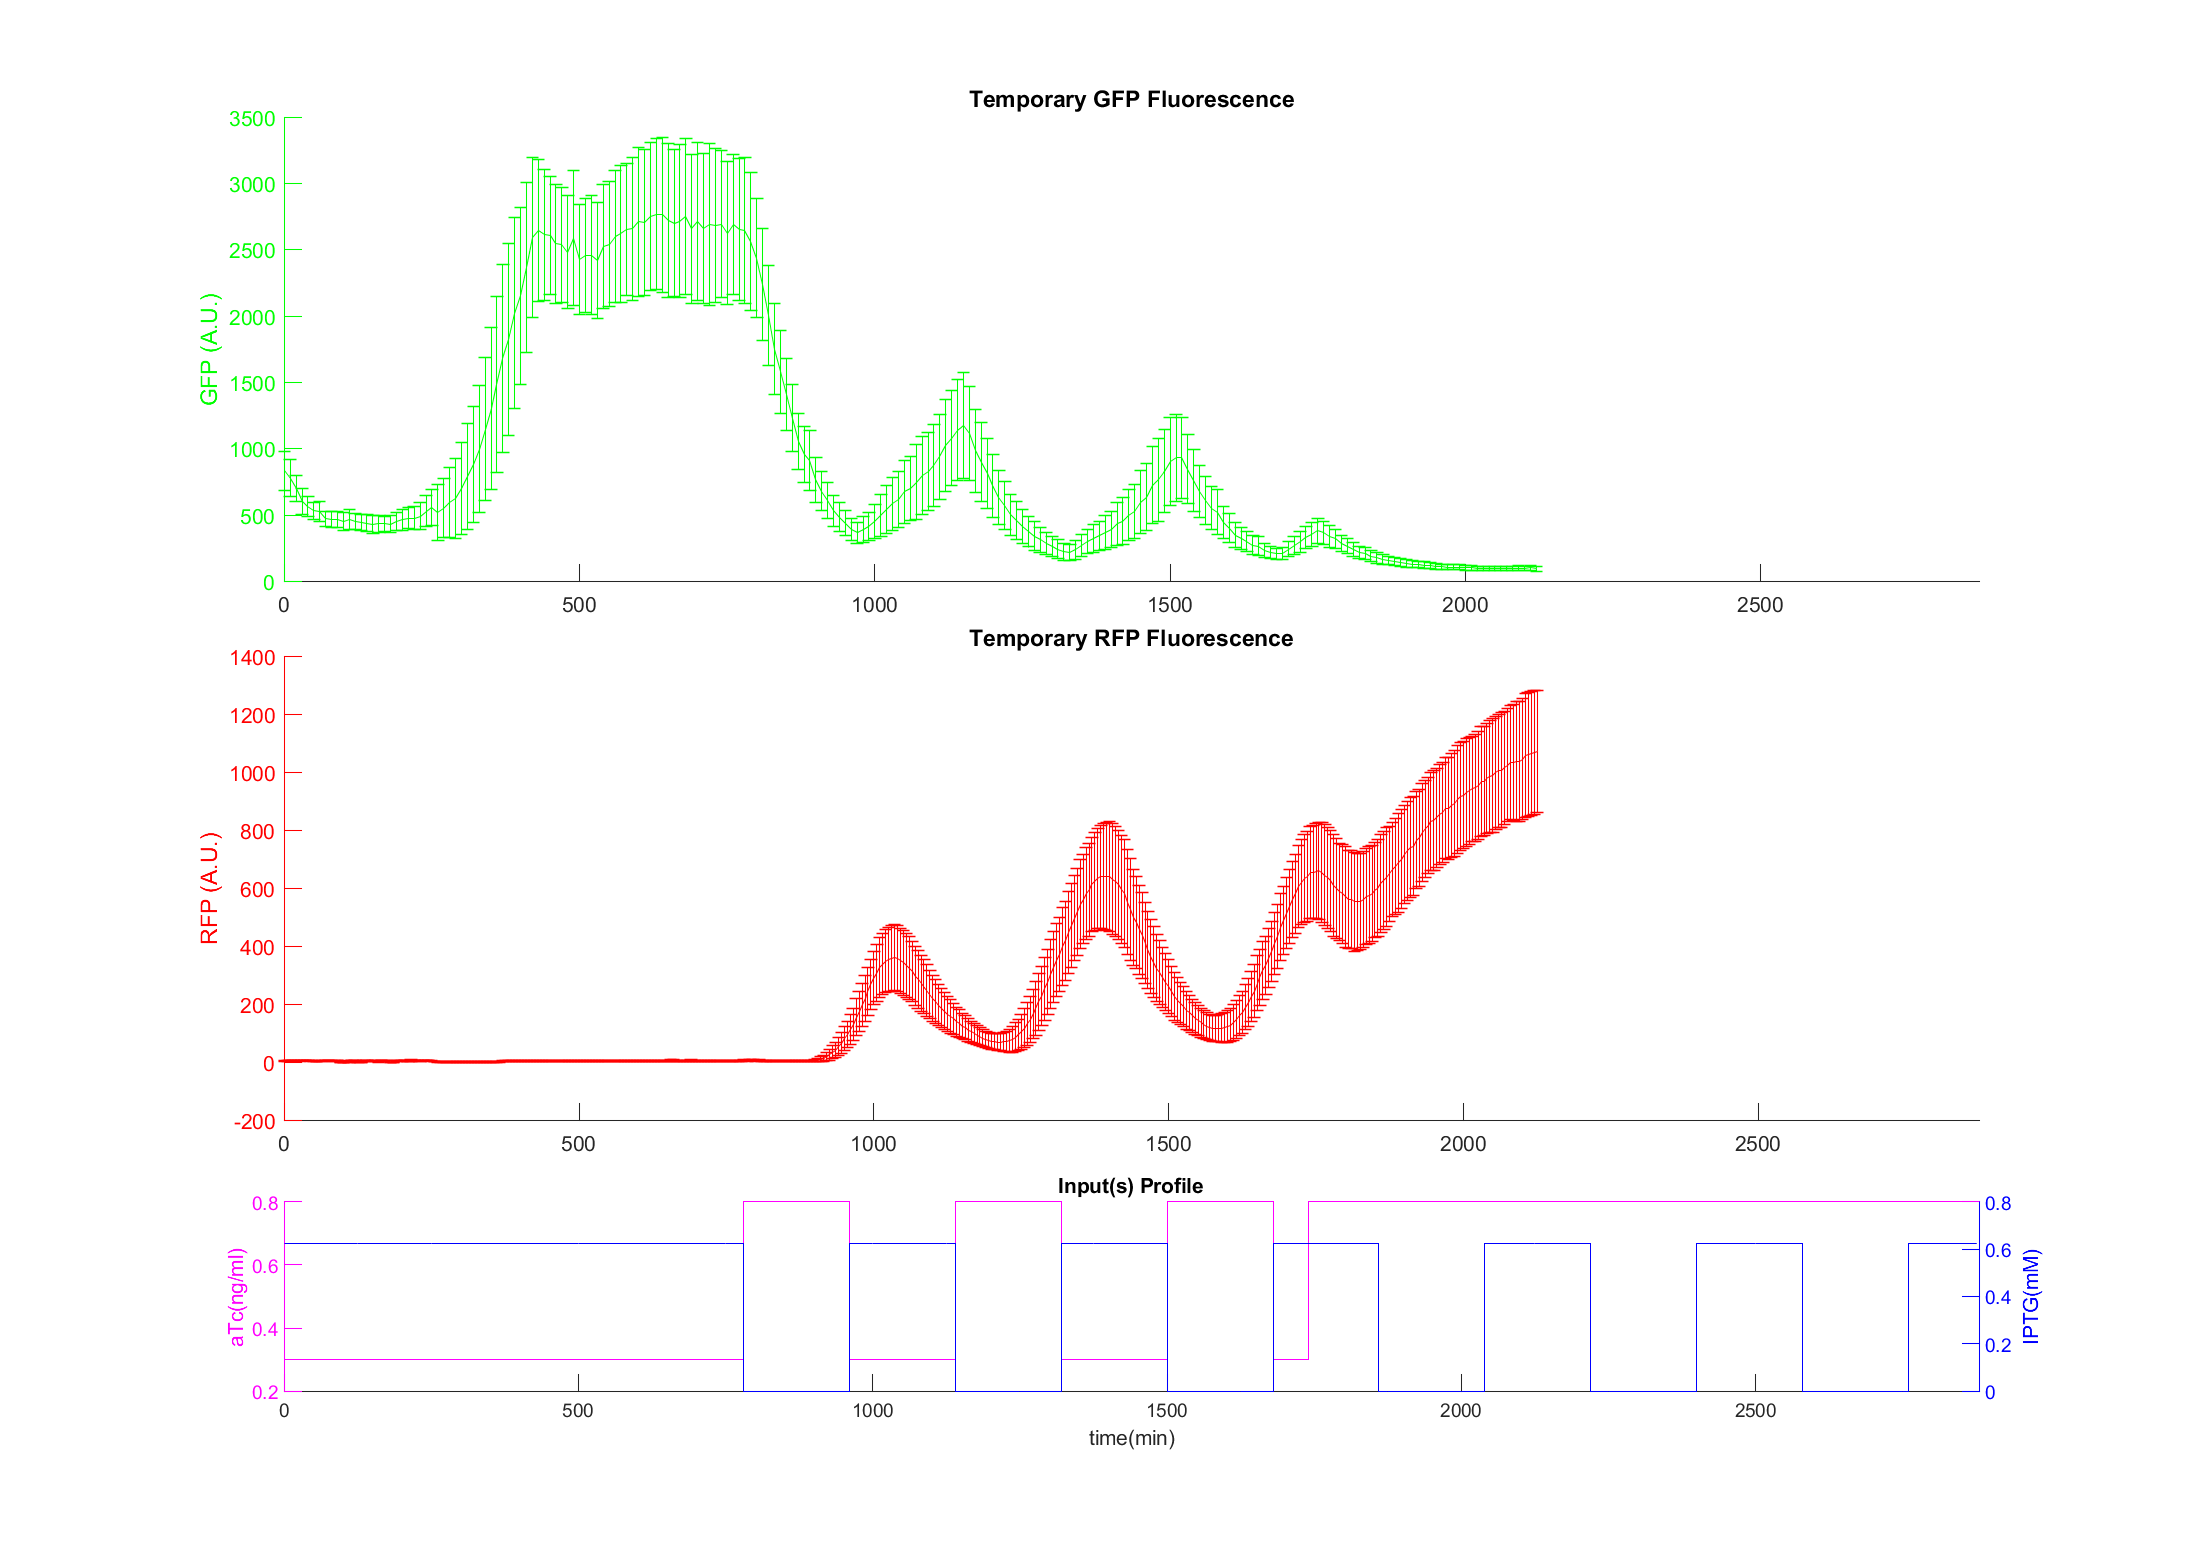 Temporary GFP Fluorescence
3500
3000
2500
2000
1500
1000
500
0
GFP (A.U.)
0 500 1000 1500 2000 2500
Temporary RFP Fluorescence
1400
1200
1000
800
600
400
200
0
-200
RFP (A.U.)
0 500 1000 1500 2000 2500
Input(s) Profile
0.8
0.6
0.4
0.2
aTc(ng/ml)
0.8
0.6
0.4
0.2
0
IPTG(mM)
0 500 1000 1500 2000 2500
time(min)